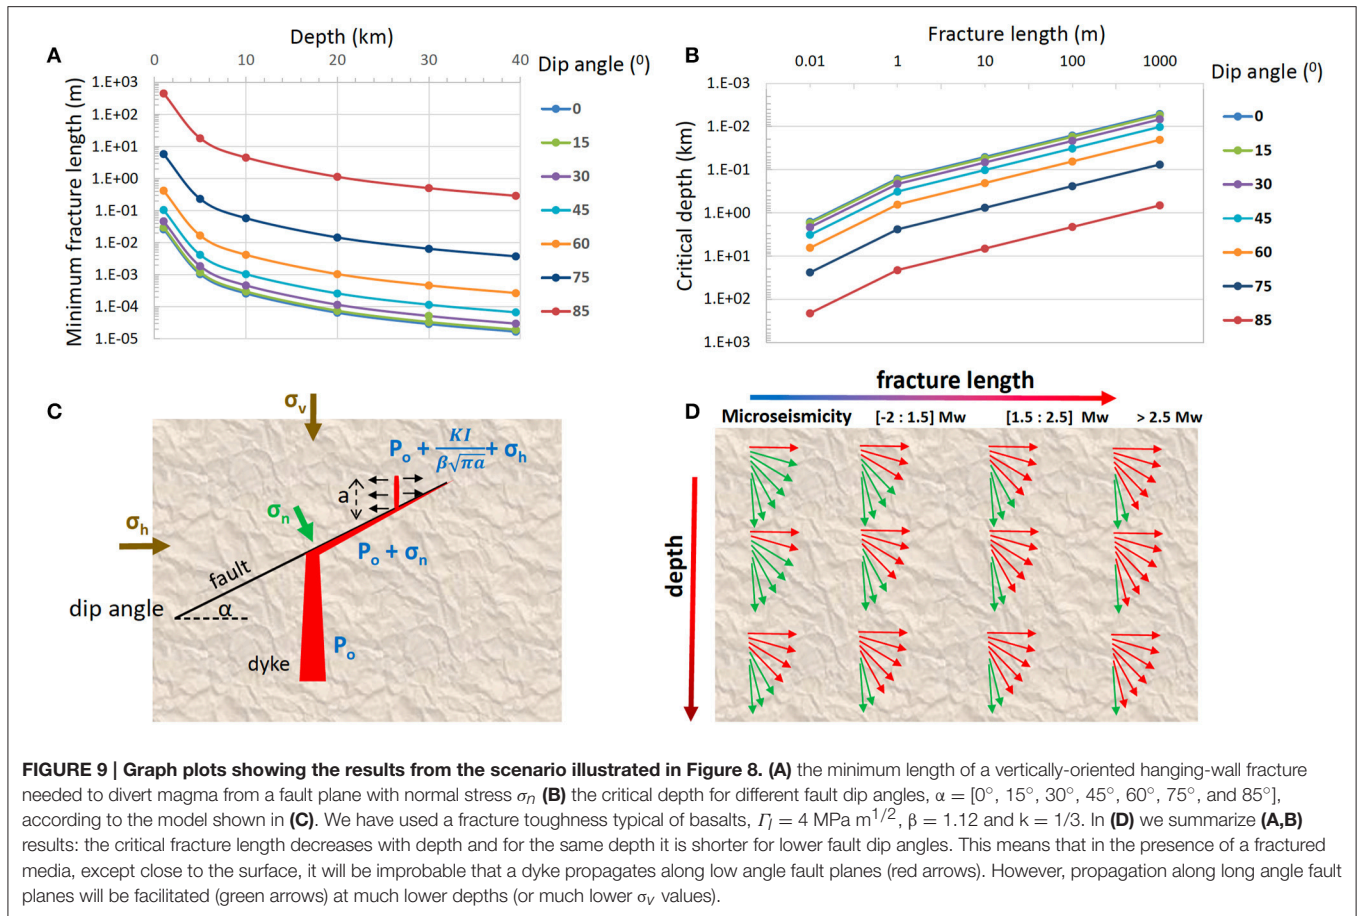 A
Depth (km)
0 10 20 30 40
Minimum fracture length (m)
1.E+03
1.E+02
1.E+01
1.E+00
1.E-01
1.E-02
1.E-03
1.E-04
1.E-05
Dip angle (⁰)
0
15
30
45
60
75
85
B
Fracture length (m)
0.01 1 10 100 1000
Critical depth (km)
1.E-03
1.E-02
1.E-01
1.E+00
1.E+01
1.E+02
1.E+03
Dip angle (⁰)
0
15
30
45
60
75
85
C
σᵥ
Pₒ + KI/(β√πa) + σₕ
a
σₙ
σₕ
Pₒ + σₙ
fault
dip angle
α
Pₒ
dyke
D
fracture length
Microseismicity [-2 : 1.5] Mw [1.5 : 2.5] Mw > 2.5 Mw
depth
FIGURE 9 | Graph plots showing the results from the scenario illustrated in Figure 8. (A) the minimum length of a vertically-oriented hanging-wall fracture
needed to divert magma from a fault plane with normal stress σₙ (B) the critical depth for different fault dip angles, α = [0°, 15°, 30°, 45°, 60°, 75°, and 85°],
according to the model shown in (C). We have used a fracture toughness typical of basalts, Γ_I = 4 MPa m^1/2, β = 1.12 and k = 1/3. In (D) we summarize (A,B)
results: the critical fracture length decreases with depth and for the same depth it is shorter for lower fault dip angles. This means that in the presence of a fractured
media, except close to the surface, it will be improbable that a dyke propagates along low angle fault planes (red arrows). However, propagation along long angle fault
planes will be facilitated (green arrows) at much lower depths (or much lower σᵥ values).